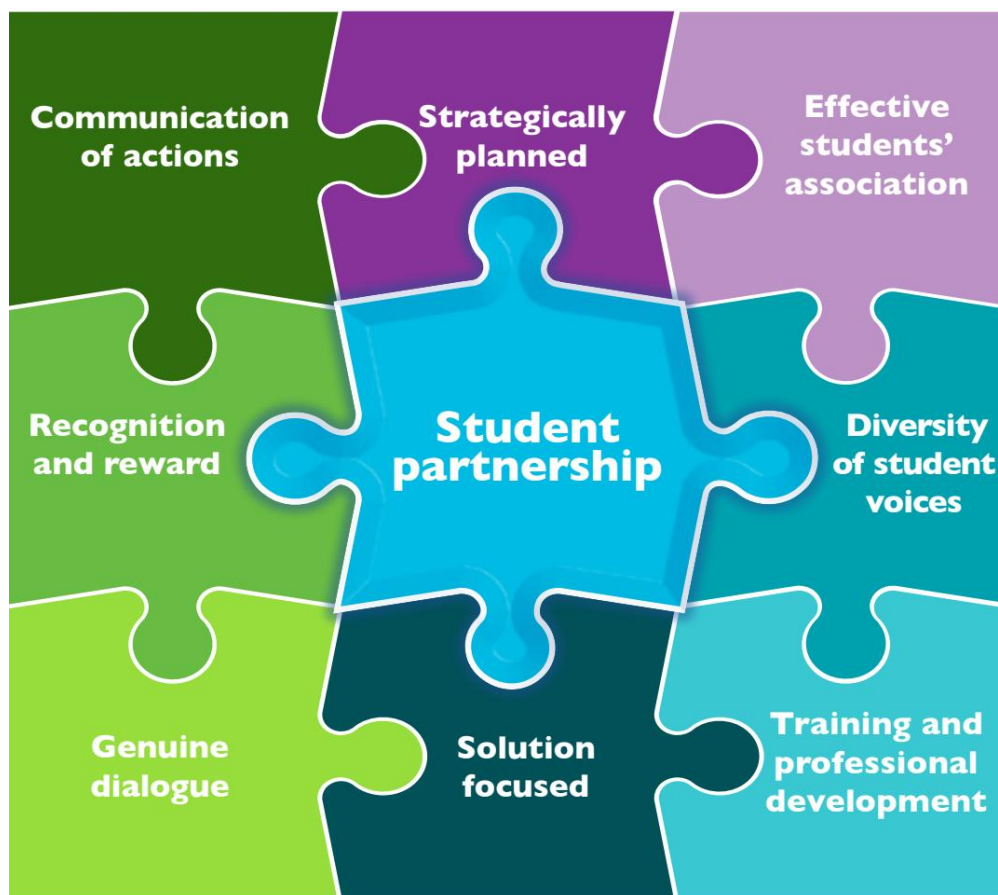 Communication
of actions
Strategically
planned
Effective
students’
association
Recognition
and reward
Student
partnership
Diversity
of student
voices
Genuine
dialogue
Solution
focused
Training and
professional
development